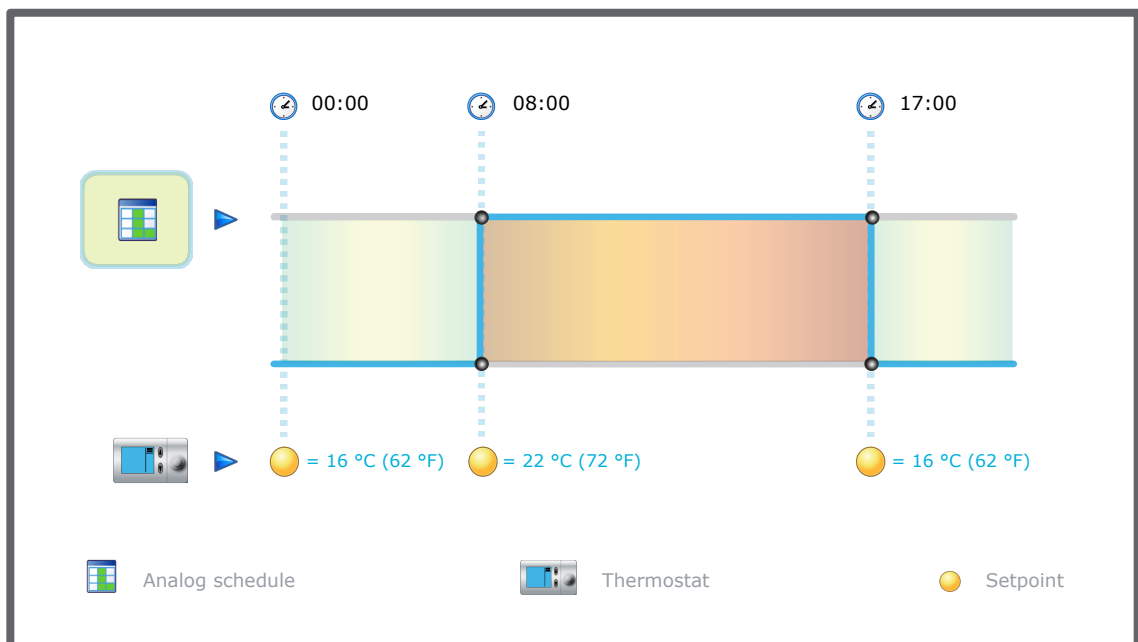 00:00
08:00
17:00
= 16 °C (62 °F)
= 22 °C (72 °F)
= 16 °C (62 °F)
Analog schedule
Thermostat
Setpoint